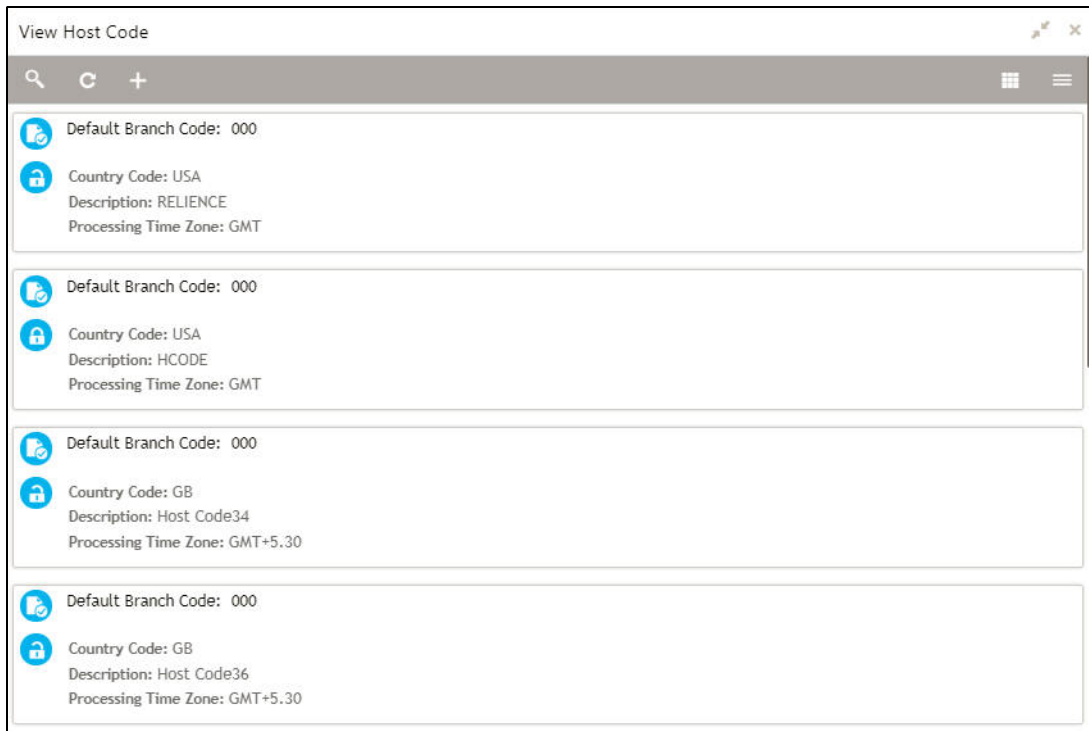 View Host Code
Default Branch Code: 000
Country Code: USA
Description: RELIENCE
Processing Time Zone: GMT
Default Branch Code: 000
Country Code: USA
Description: HCODE
Processing Time Zone: GMT
Default Branch Code: 000
Country Code: GB
Description: Host Code34
Processing Time Zone: GMT+5.30
Default Branch Code: 000
Country Code: GB
Description: Host Code36
Processing Time Zone: GMT+5.30